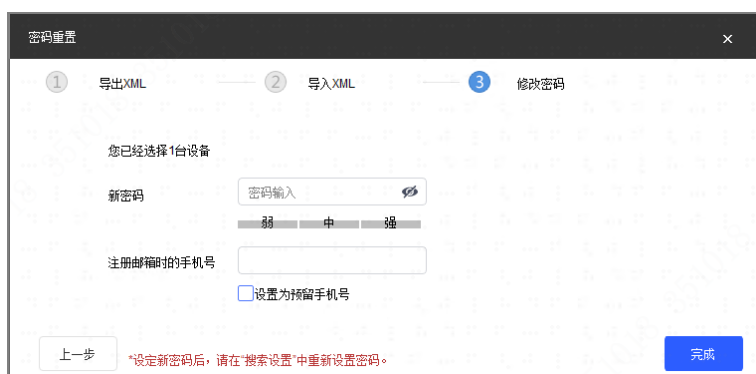 密码重置
1 导出XML 2 导入XML 3 修改密码
您已经选择1台设备
新密码 密码输入
弱 中 强
注册邮箱时的手机号
设置为预留手机号
上一步 *设定新密码后，请在“搜索设置”中重新设置密码。 完成